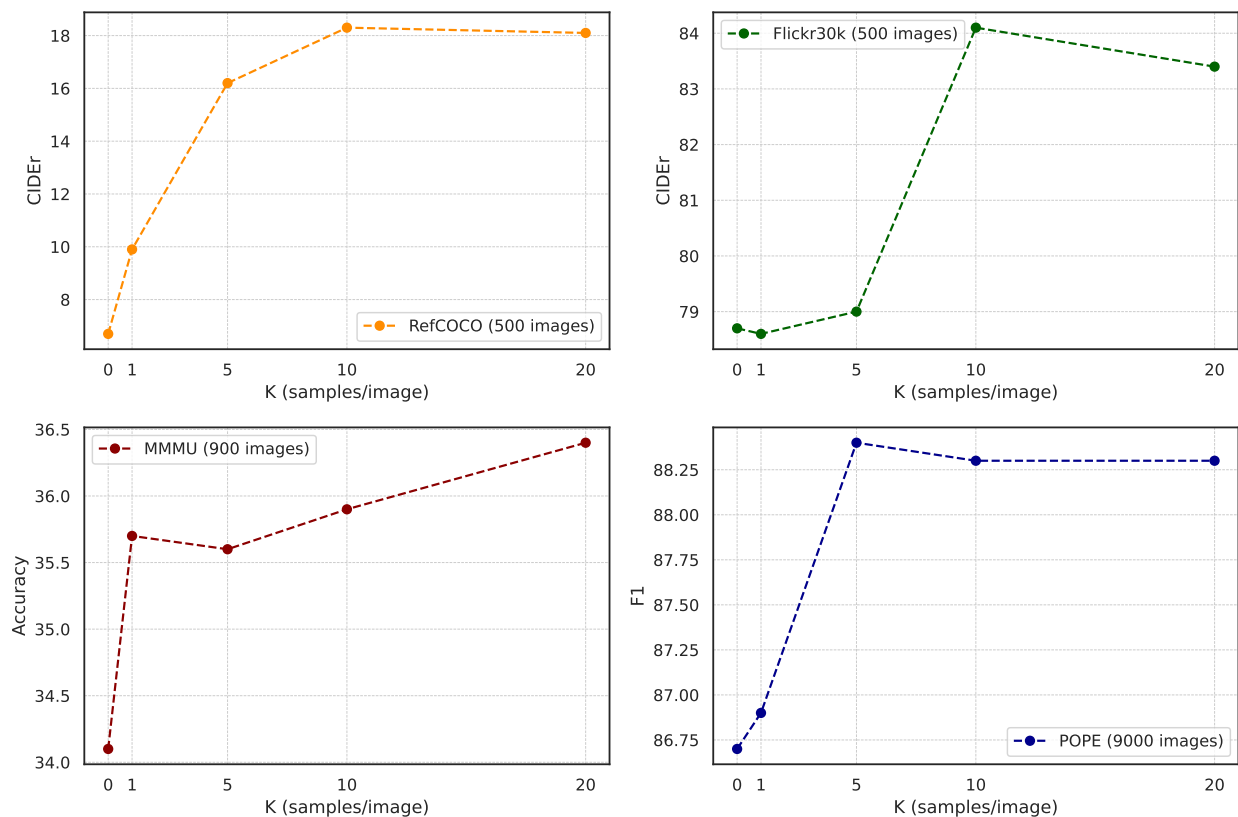 18
16
14
12
10
8
CIDEr
0 1 5 10 20
K (samples/image)
RefCOCO (500 images)
84
83
82
81
80
79
CIDEr
0 1 5 10 20
K (samples/image)
Flickr30k (500 images)
36.5
36.0
35.5
35.0
34.5
34.0
Accuracy
0 1 5 10 20
K (samples/image)
MMMU (900 images)
88.25
88.00
87.75
87.50
87.25
87.00
86.75
F1
0 1 5 10 20
K (samples/image)
POPE (9000 images)